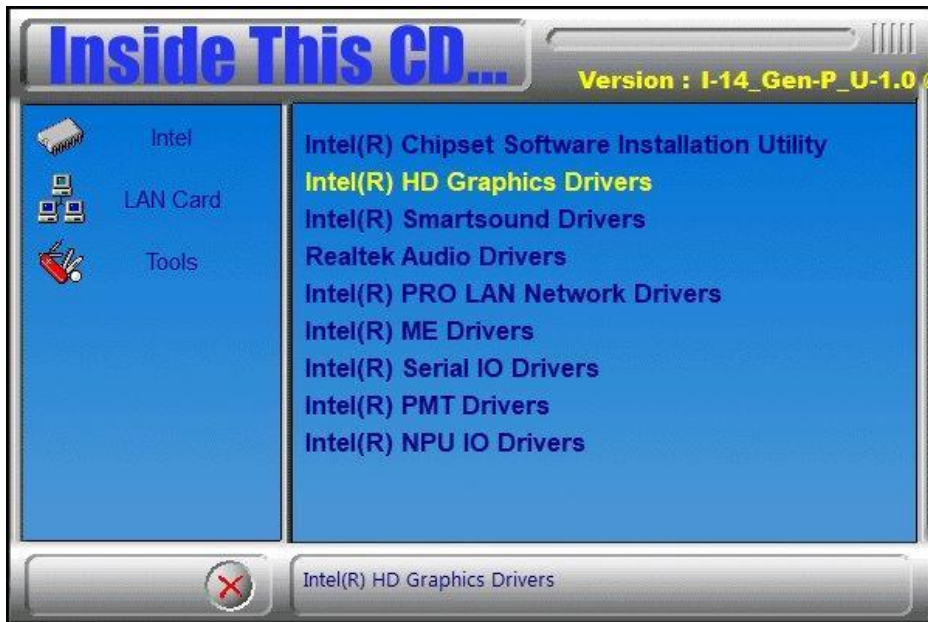 Inside This CD...
Version : I-14_Gen-P_U-1.0
Intel
LAN Card
Tools
Intel(R) Chipset Software Installation Utility
Intel(R) HD Graphics Drivers
Intel(R) Smartsound Drivers
Realtek Audio Drivers
Intel(R) PRO LAN Network Drivers
Intel(R) ME Drivers
Intel(R) Serial IO Drivers
Intel(R) PMT Drivers
Intel(R) NPU IO Drivers
Intel(R) HD Graphics Drivers